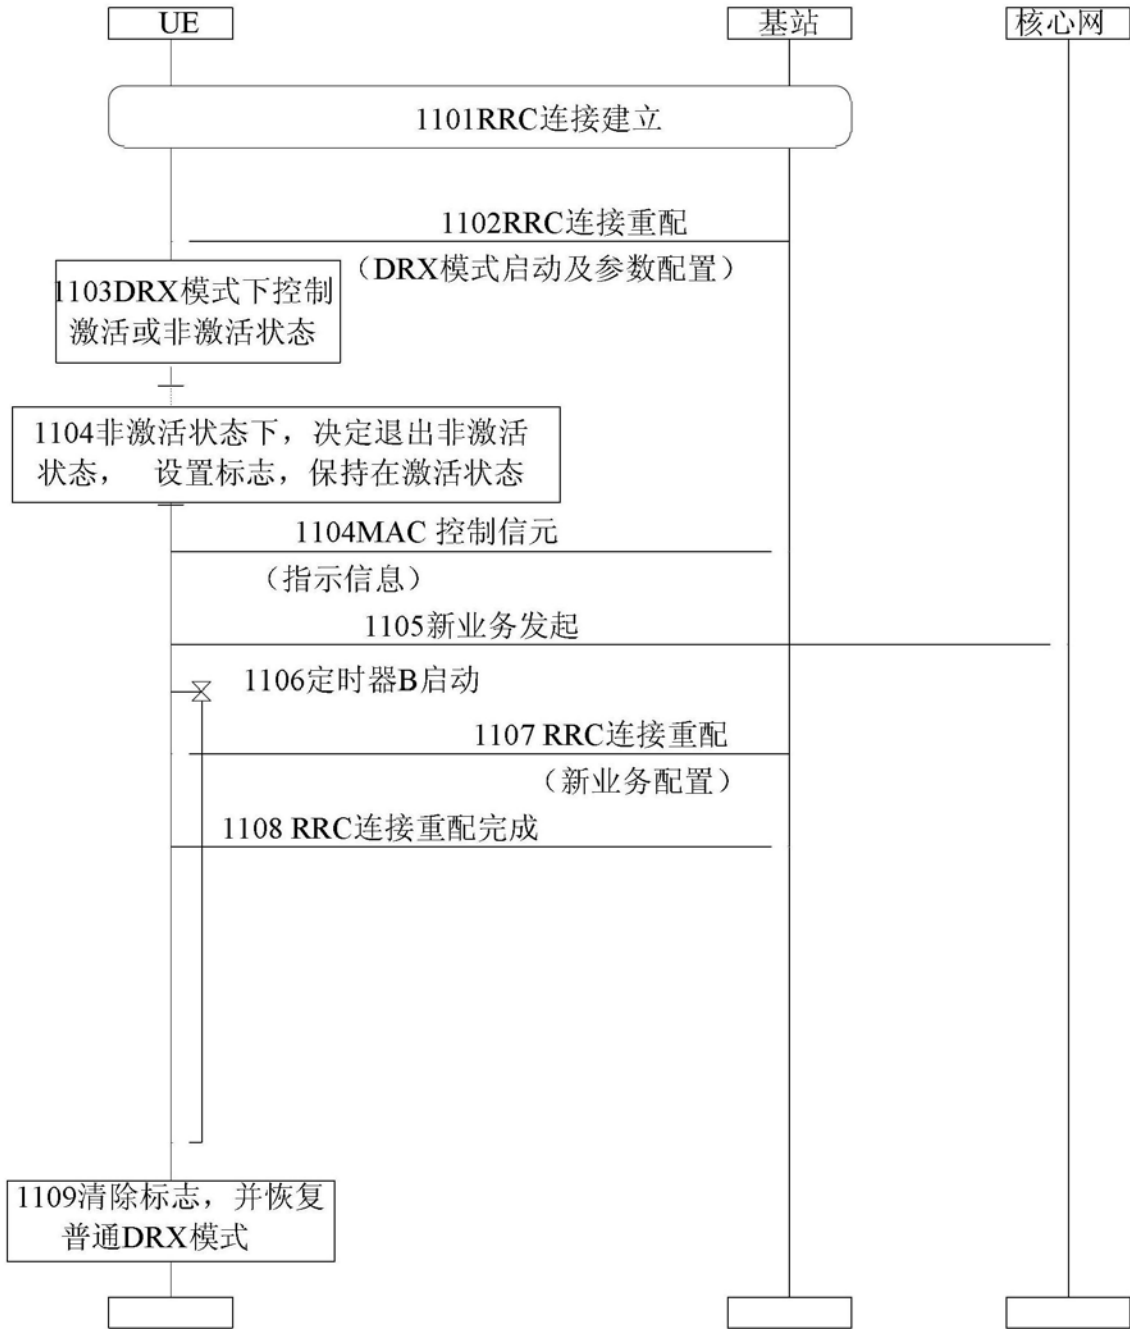 UE
基站
核心网
1101RRC连接建立
1102RRC连接重配
（DRX模式启动及参数配置）
1103DRX模式下控制
激活或非激活状态
1104非激活状态下，决定退出非激活
状态， 设置标志，保持在激活状态
1104MAC 控制信元
（指示信息）
1105新业务发起
1106定时器B启动
1107 RRC连接重配
（新业务配置）
1108 RRC连接重配完成
1109清除标志，并恢复
普通DRX模式